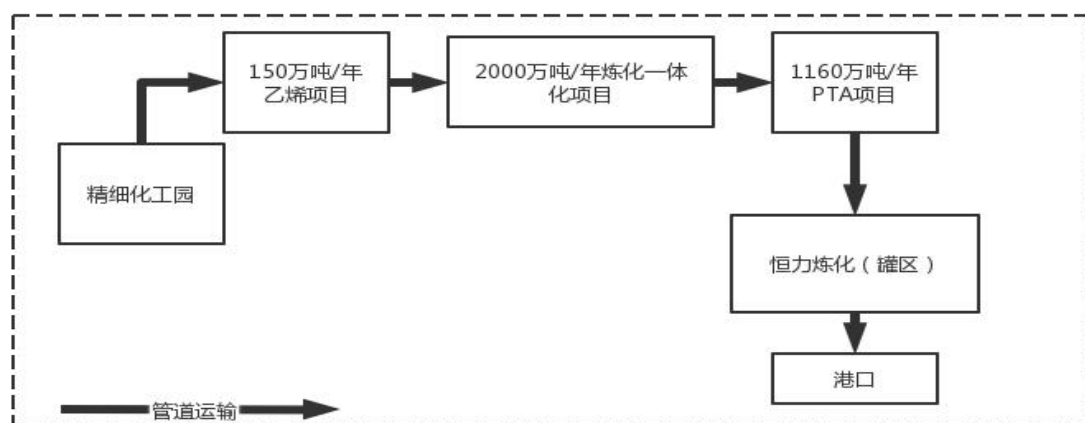 150万吨/年
乙烯项目
2000万吨/年炼化一体
化项目
1160万吨/年
PTA项目
精细化工园
恒力炼化（罐区）
港口
管道运输